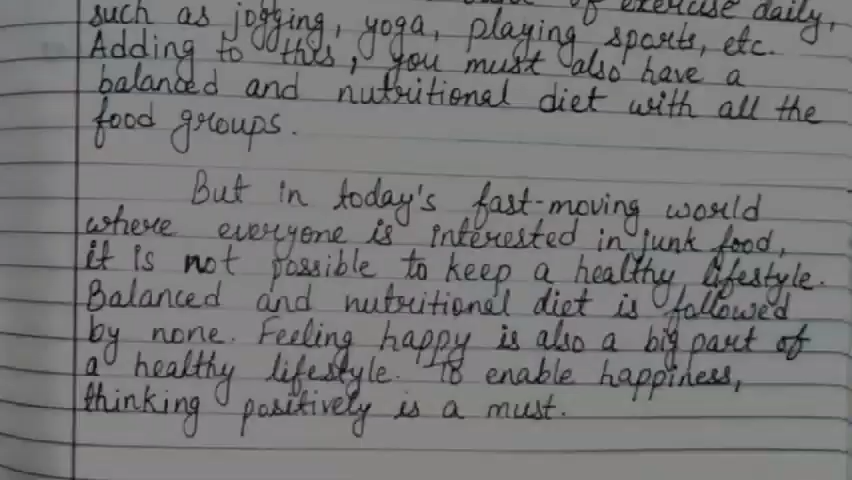 of exercise daily,
such as jogging, yoga, playing sports, etc.
Adding to this, you must also have a
balanced and nutritional diet with all the
food groups.
But in today's fast-moving world
where everyone is interested in junk food,
it is not possible to keep a healthy lifestyle.
Balanced and nutritional diet is followed
by none. Feeling happy is also a big part of
a healthy lifestyle. To enable happiness,
thinking positively is a must.